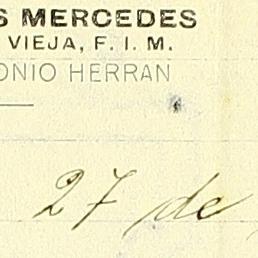 S MERCEDES
VIEJA, F. I. M.
ONIO HERRAN
27 de